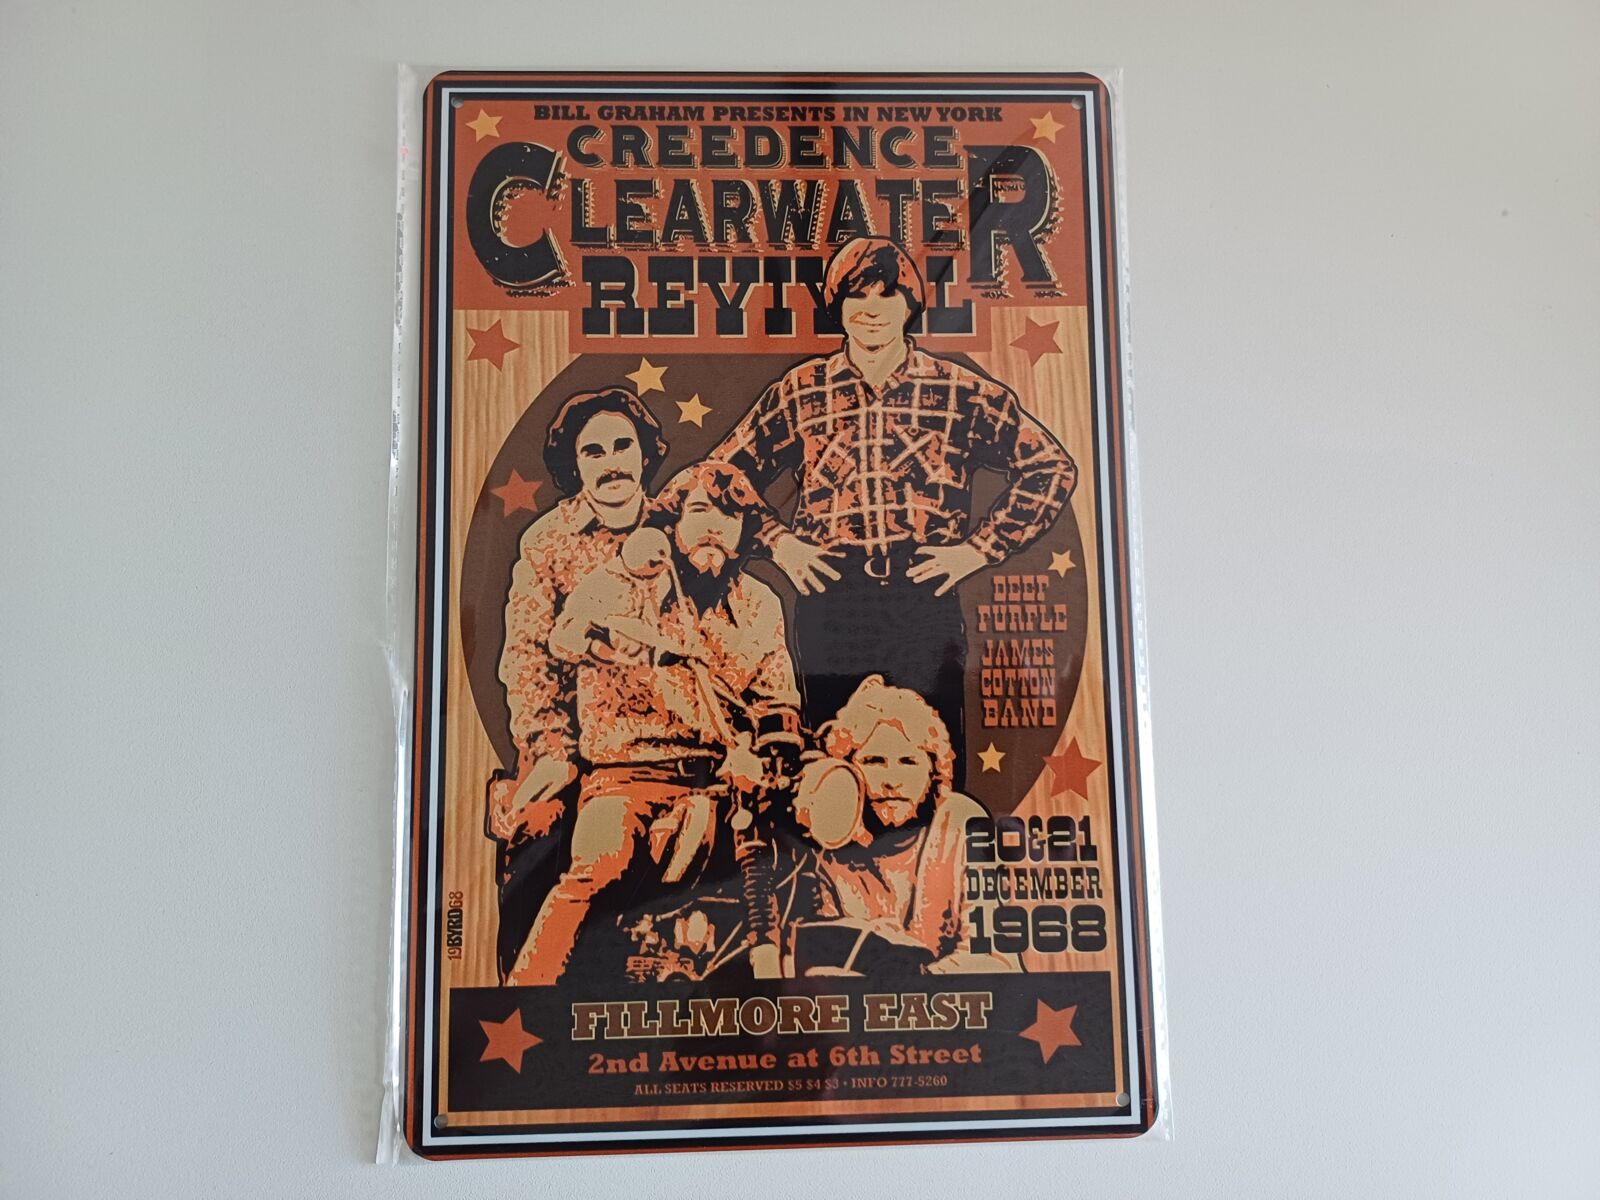 BILL GRAHAM PRESENTS IN NEW YORK
CREEDENCE
CLEARWATER
REVIVAL
DEEP
PURPLE
JAMES
COTTON
BAND
20&21
DECEMBER
1968
19BYRD68
FILLMORE EAST
2nd Avenue at 6th Street
ALL SEATS RESERVED $5 $4 $3 • INFO 777-5260